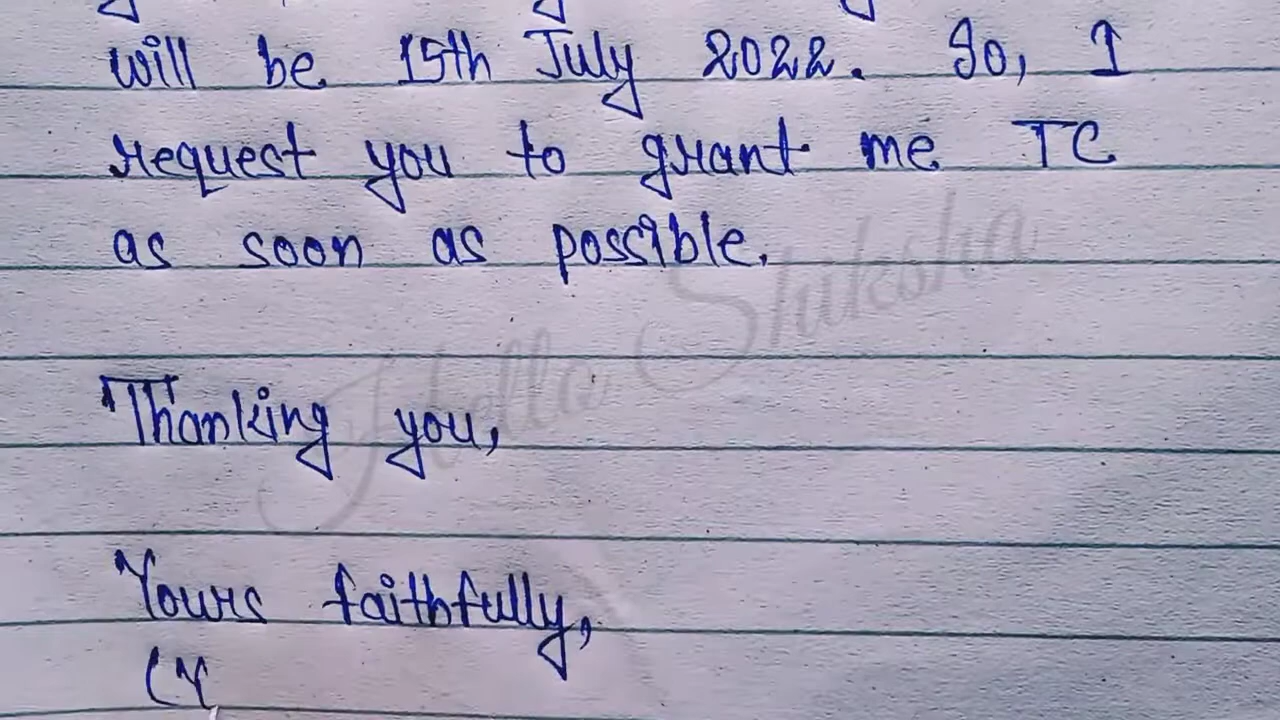 will be 15th July 2022. So, I
request you to grant me TC
as soon as possible.
Shiksha
Thanking you,
Yours faithfully,
(Y